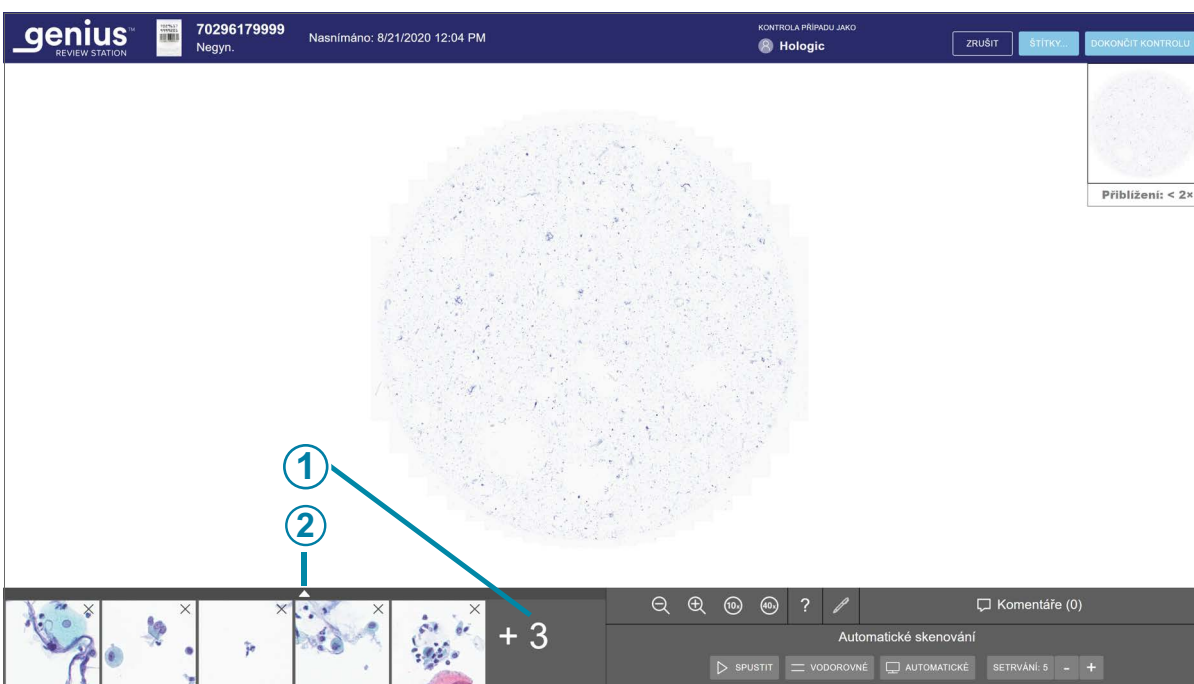 genius™
REVIEW STATION
70296179999
Negyn.
Nasnímáno: 8/21/2020 12:04 PM
KONTROLA PŘÍPADU JAKO
Hologic
ZRUŠIT
ŠTÍTKY...
DOKONČIT KONTROLU
Přiblížení: < 2×
1
2
+ 3
10x
40x
?
Komentáře (0)
Automatické skenování
SPUSTIT
VODOROVNÉ
AUTOMATICKÉ
SETRVÁNÍ: 5 - +